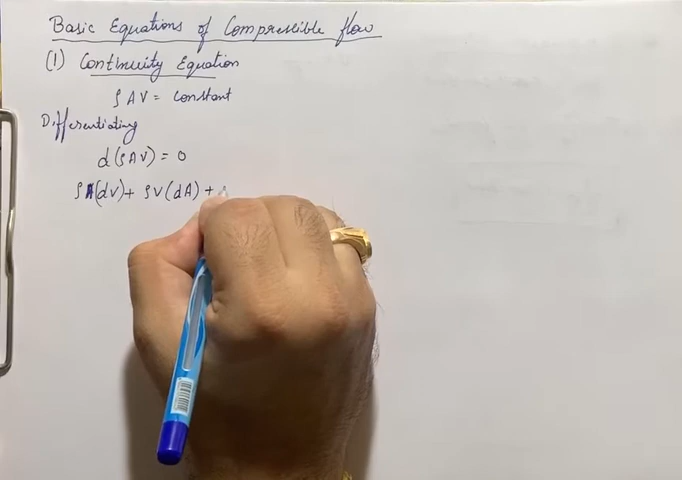 Basic Equations of Compressible flow
(1) Continuity Equation
ρAV = constant
Differentiating
d(ρAV) = 0
ρA(dV) + ρV(dA) +